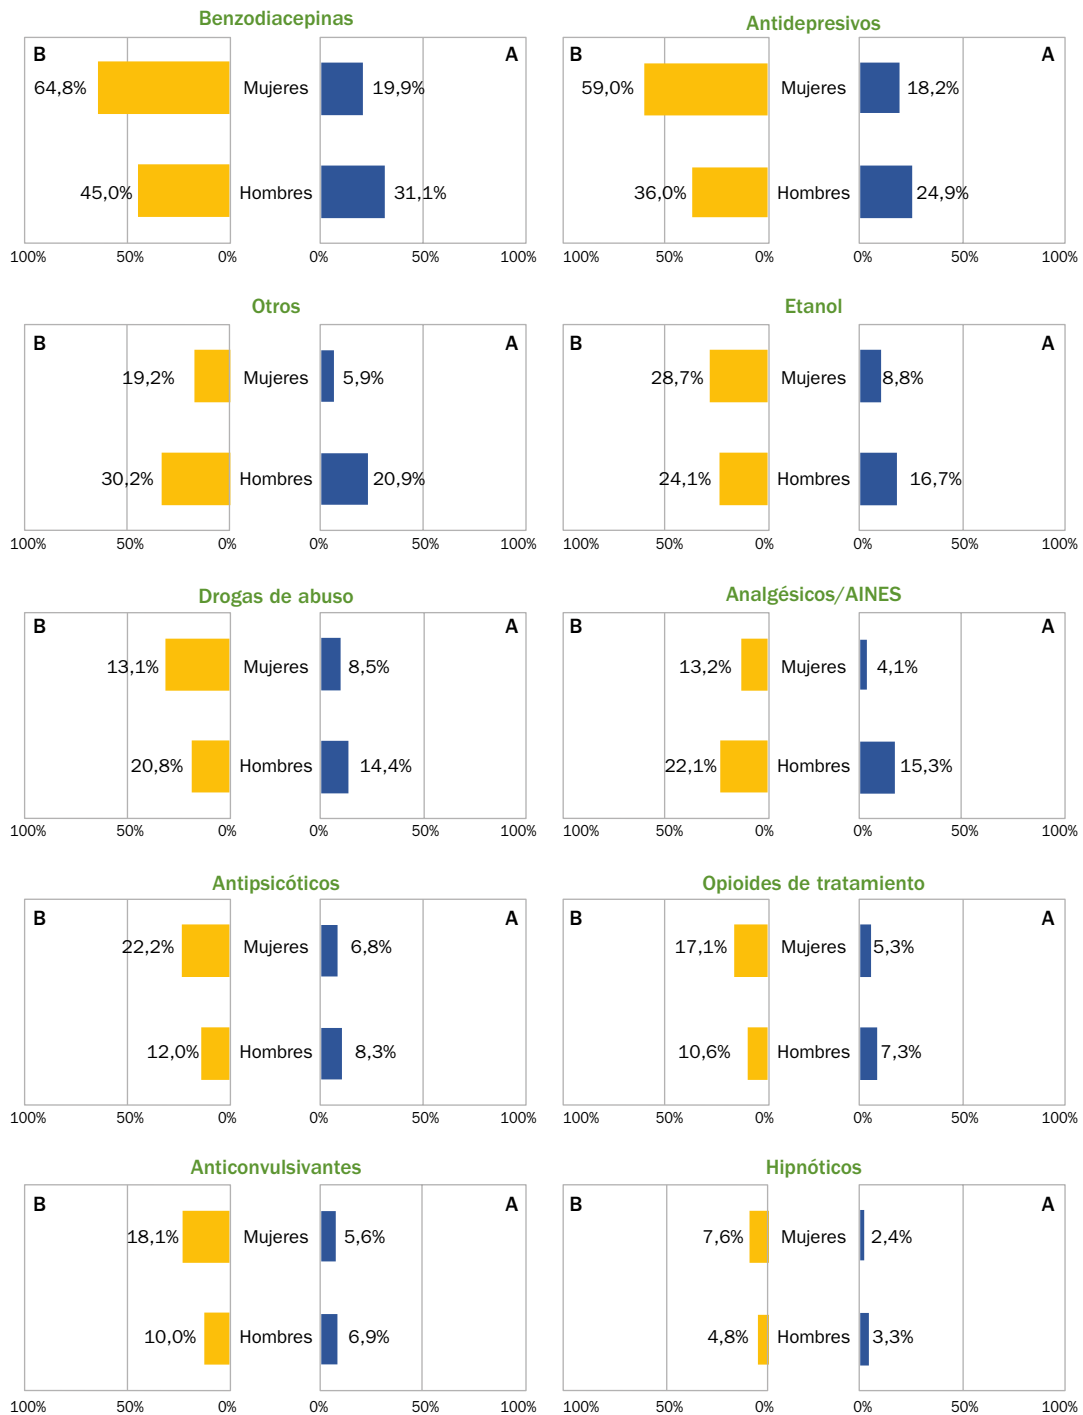 Benzodiacepinas
B A
64,8% Mujeres 19,9%
45,0% Hombres 31,1%
100% 50% 0% 0% 50% 100%
Antidepresivos
B A
59,0% Mujeres 18,2%
36,0% Hombres 24,9%
100% 50% 0% 0% 50% 100%
Otros
B A
19,2% Mujeres 5,9%
30,2% Hombres 20,9%
100% 50% 0% 0% 50% 100%
Etanol
B A
28,7% Mujeres 8,8%
24,1% Hombres 16,7%
100% 50% 0% 0% 50% 100%
Drogas de abuso
B A
13,1% Mujeres 8,5%
20,8% Hombres 14,4%
100% 50% 0% 0% 50% 100%
Analgésicos/AINES
B A
13,2% Mujeres 4,1%
22,1% Hombres 15,3%
100% 50% 0% 0% 50% 100%
Antipsicóticos
B A
22,2% Mujeres 6,8%
12,0% Hombres 8,3%
100% 50% 0% 0% 50% 100%
Opioides de tratamiento
B A
17,1% Mujeres 5,3%
10,6% Hombres 7,3%
100% 50% 0% 0% 50% 100%
Anticonvulsivantes
B A
18,1% Mujeres 5,6%
10,0% Hombres 6,9%
100% 50% 0% 0% 50% 100%
Hipnóticos
B A
7,6% Mujeres 2,4%
4,8% Hombres 3,3%
100% 50% 0% 0% 50% 100%